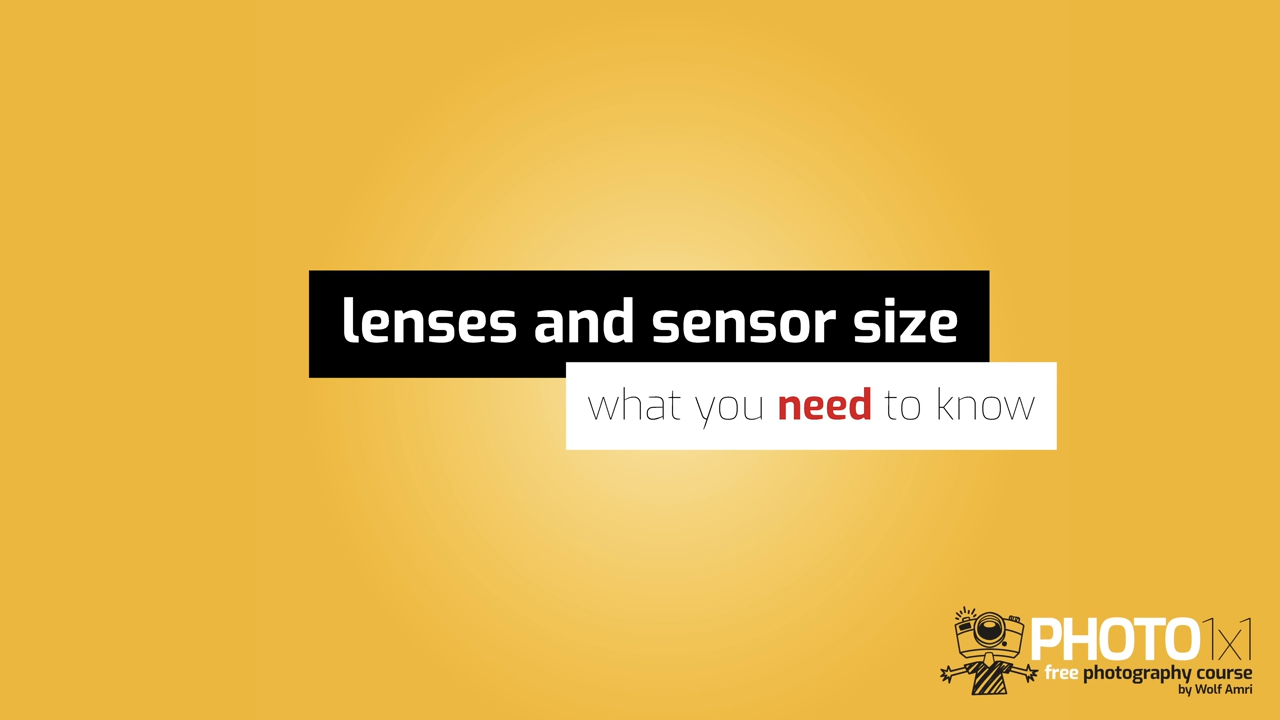 lenses and sensor size
what you need to know
PHOTO1x1
free photography course
by Wolf Amri